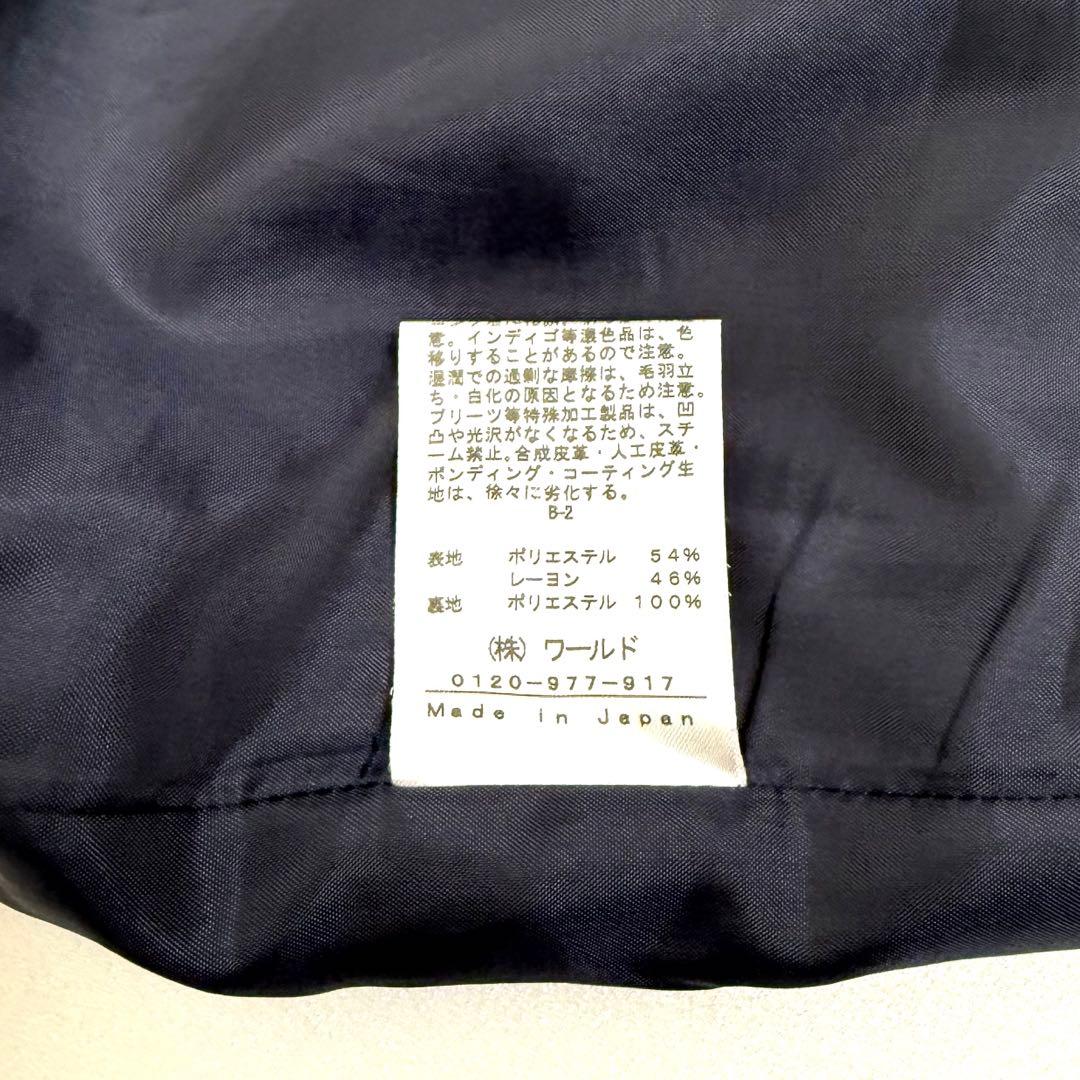 意。インディゴ等濃色品は、色
移りすることがあるので注意。
湿潤での過剰な摩擦は、毛羽立
ち・白化の原因となるため注意。
プリーツ等特殊加工製品は、凹
凸や光沢がなくなるため、スチ
ーム禁止。合成皮革・人工皮革・
ボンディング・コーティング生
地は、徐々に劣化する。
B-2
表地 ポリエステル 54%
レーヨン 46%
裏地 ポリエステル 100%
(株) ワールド
0120-977-917
Made in Japan